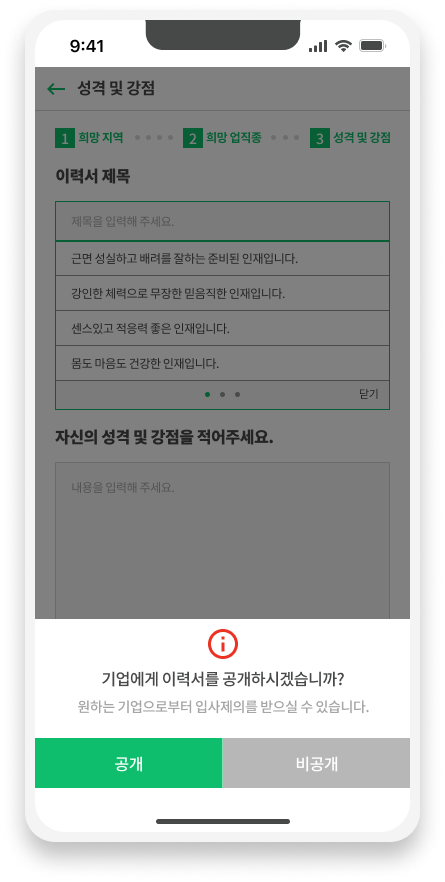 9:41
성격 및 강점
1 희망 지역 2 희망 업직종 3 성격 및 강점
이력서 제목
제목을 입력해 주세요.
근면 성실하고 배려를 잘하는 준비된 인재입니다.
강인한 체력으로 무장한 믿음직한 인재입니다.
센스있고 적응력 좋은 인재입니다.
몸도 마음도 건강한 인재입니다.
닫기
자신의 성격 및 강점을 적어주세요.
내용을 입력해 주세요.
기업에게 이력서를 공개하시겠습니까?
원하는 기업으로부터 입사제의를 받으실 수 있습니다.
공개 비공개